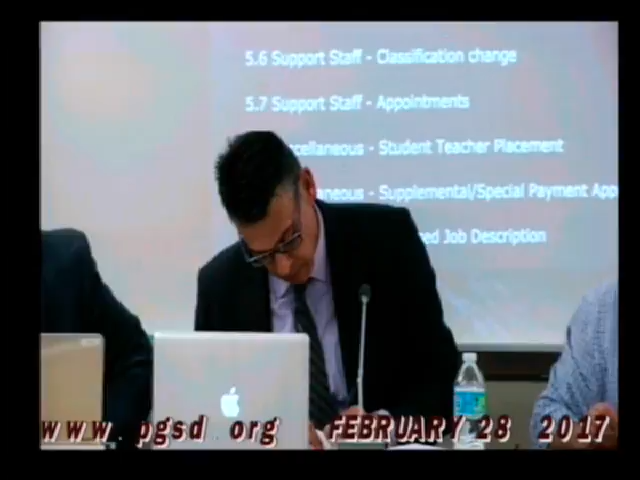 5.6 Support Staff - Classification change
5.7 Support Staff - Appointments
cellaneous - Student Teacher Placement
neous - Supplemental/Special Payment App
ed Job Description
www.pgsd.org FEBRUARY 28 2017